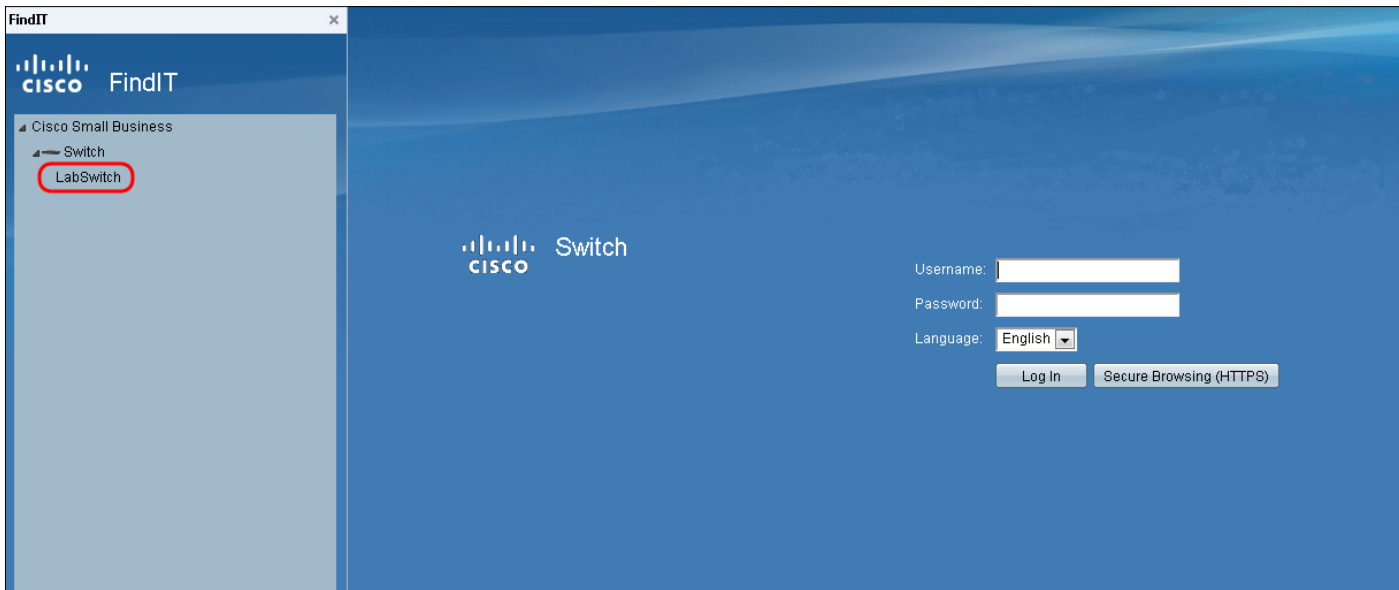 FindIT
CISCO FindIT
Cisco Small Business
Switch
LabSwitch
CISCO Switch
Username:
Password:
Language: English
Log In Secure Browsing (HTTPS)